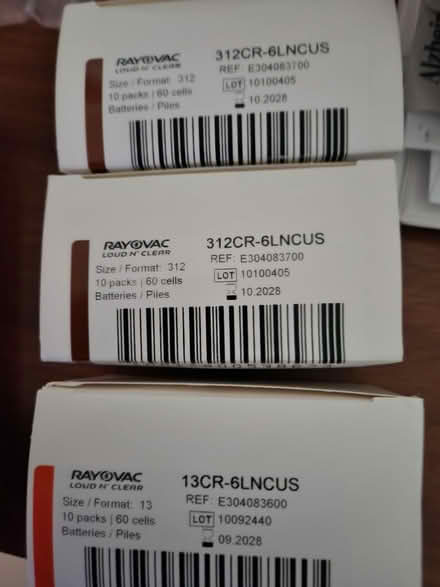 RAYOVAC
LOUD N' CLEAR
312CR-6LNCUS
REF: E304083700
Size / Format: 312
10 packs | 60 cells
Batteries / Piles
LOT 10100405
10.2028
RAYOVAC
LOUD N' CLEAR
312CR-6LNCUS
REF: E304083700
Size / Format: 312
10 packs | 60 cells
Batteries / Piles
LOT 10100405
10.2028
RAYOVAC
LOUD N' CLEAR
13CR-6LNCUS
REF: E304083600
Size / Format: 13
10 packs | 60 cells
Batteries / Piles
LOT 10092440
09.2028